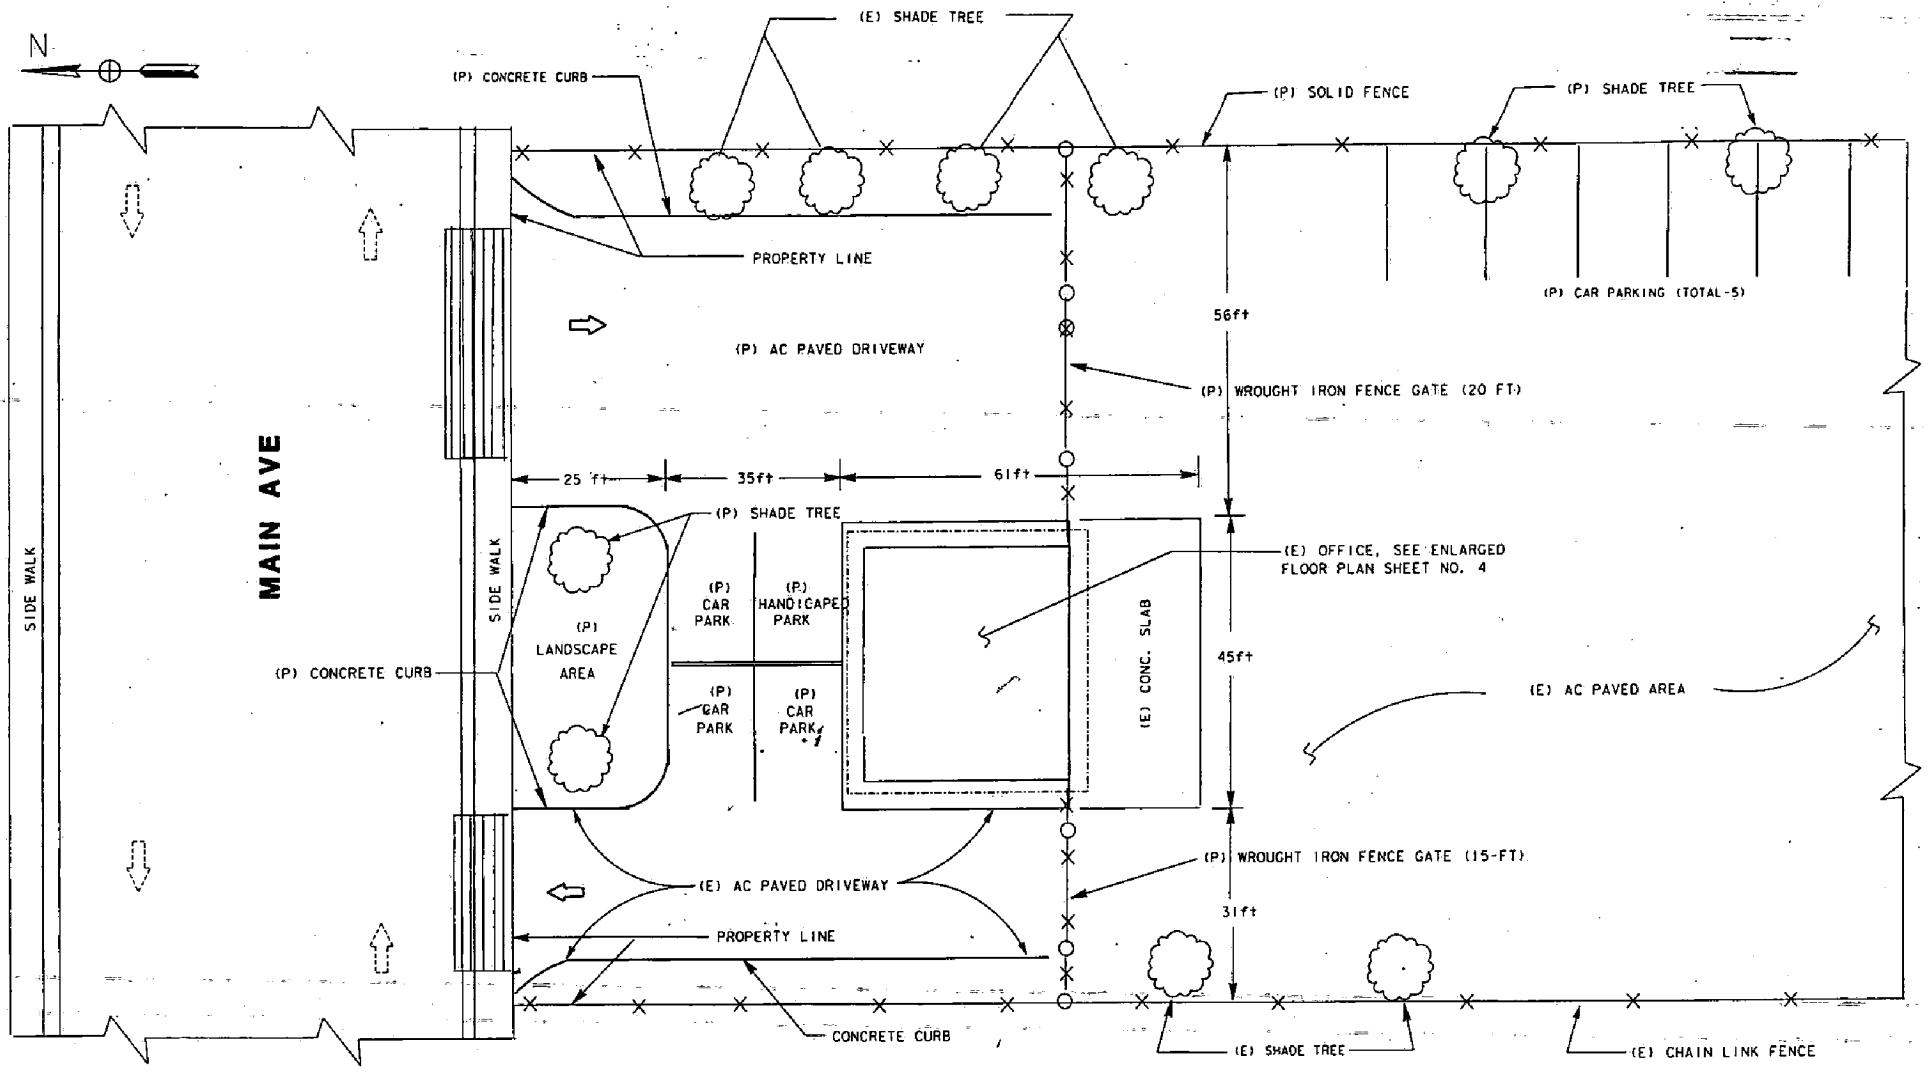 N
(E) SHADE TREE
(P) CONCRETE CURB
(P) SOLID FENCE
(P) SHADE TREE
PROPERTY LINE
(P) CAR PARKING (TOTAL-5)
56ft
(P) AC PAVED DRIVEWAY
(P) WROUGHT IRON FENCE GATE (20 FT)
MAIN AVE
SIDE WALK
SIDE WALK
25 ft
35ft
61ft
(P) SHADE TREE
(E) OFFICE, SEE ENLARGED
FLOOR PLAN SHEET NO. 4
(P)
CAR
PARK
(P)
HANDICAPED
PARK
(P)
LANDSCAPE
AREA
(E) CONC. SLAB
45ft
(P) CONCRETE CURB
(P)
CAR
PARK
(P)
CAR
PARK
(E) AC PAVED AREA
(P) WROUGHT IRON FENCE GATE (15-FT)
(E) AC PAVED DRIVEWAY
31ft
PROPERTY LINE
CONCRETE CURB
(E) SHADE TREE
(E) CHAIN LINK FENCE